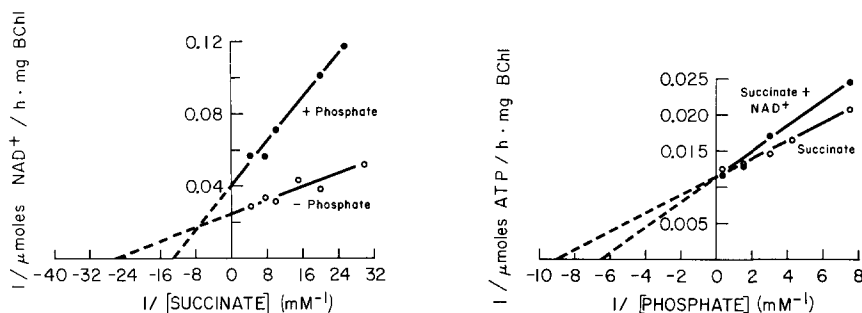 1/ μmoles NAD+ / h · mg BChl
0.12
0.08
0.04
+ Phosphate
– Phosphate
-40 -32 -24 -16 -8 0 8 16 24 32
1/ [SUCCINATE] (mM⁻¹)
1/ μmoles ATP / h · mg BChl
0.025
0.020
0.015
0.010
0.005
Succinate +
NAD+
Succinate
-10 -8 -6 -4 -2 0 2 4 6 8
1/ [PHOSPHATE] (mM⁻¹)